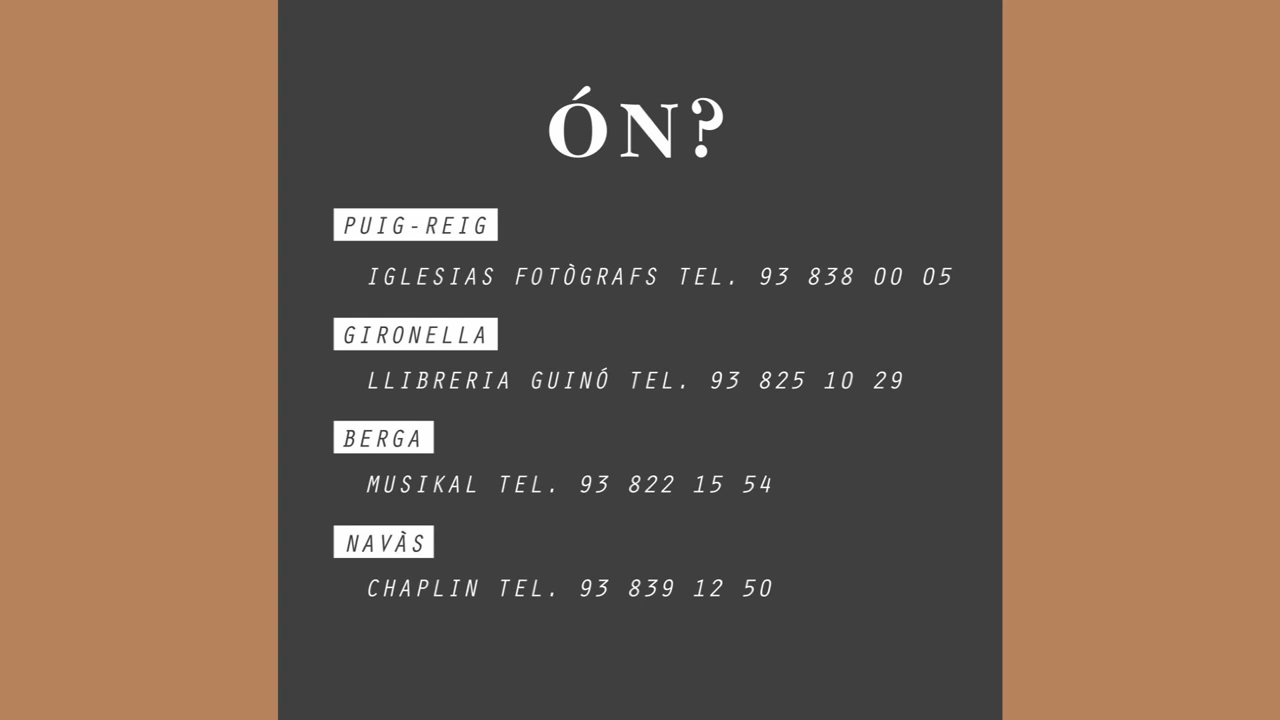 ÓN?
PUIG-REIG
IGLESIAS FOTÒGRAFS TEL. 93 838 00 05
GIRONELLA
LLIBRERIA GUINÓ TEL. 93 825 10 29
BERGA
MUSIKAL TEL. 93 822 15 54
NAVÀS
CHAPLIN TEL. 93 839 12 50